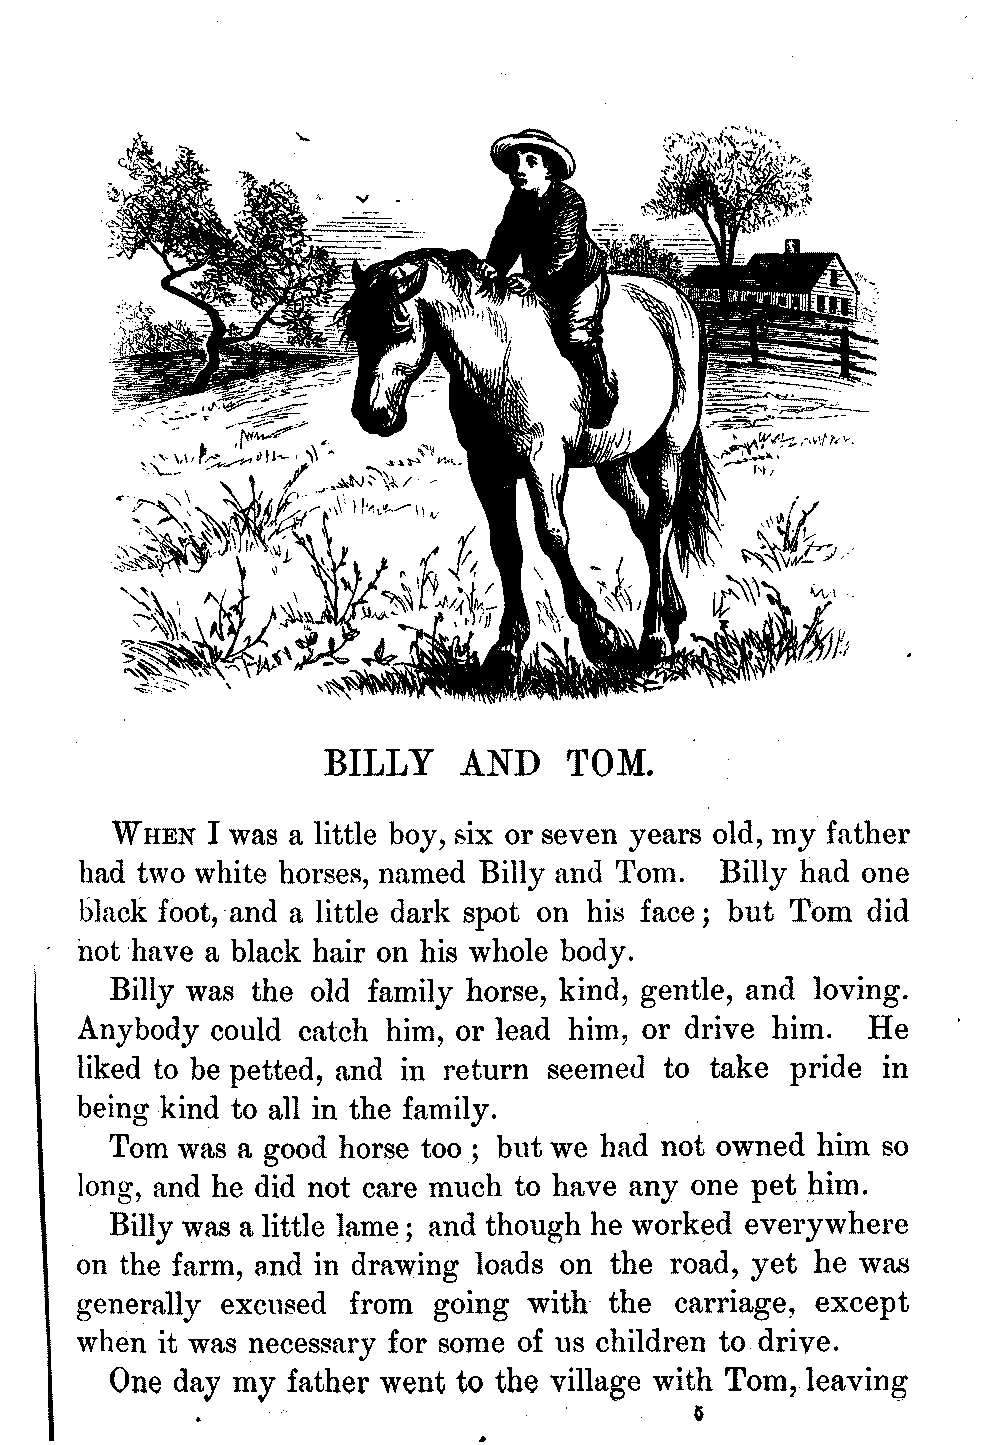 BILLY AND TOM.
WHEN I was a little boy, six or seven years old, my father
had two white horses, named Billy and Tom. Billy had one
black foot, and a little dark spot on his face; but Tom did
not have a black hair on his whole body.
Billy was the old family horse, kind, gentle, and loving.
Anybody could catch him, or lead him, or drive him. He
liked to be petted, and in return seemed to take pride in
being kind to all in the family.
Tom was a good horse too; but we had not owned him so
long, and he did not care much to have any one pet him.
Billy was a little lame; and though he worked everywhere
on the farm, and in drawing loads on the road, yet he was
generally excused from going with the carriage, except
when it was necessary for some of us children to drive.
One day my father went to the village with Tom, leaving
5